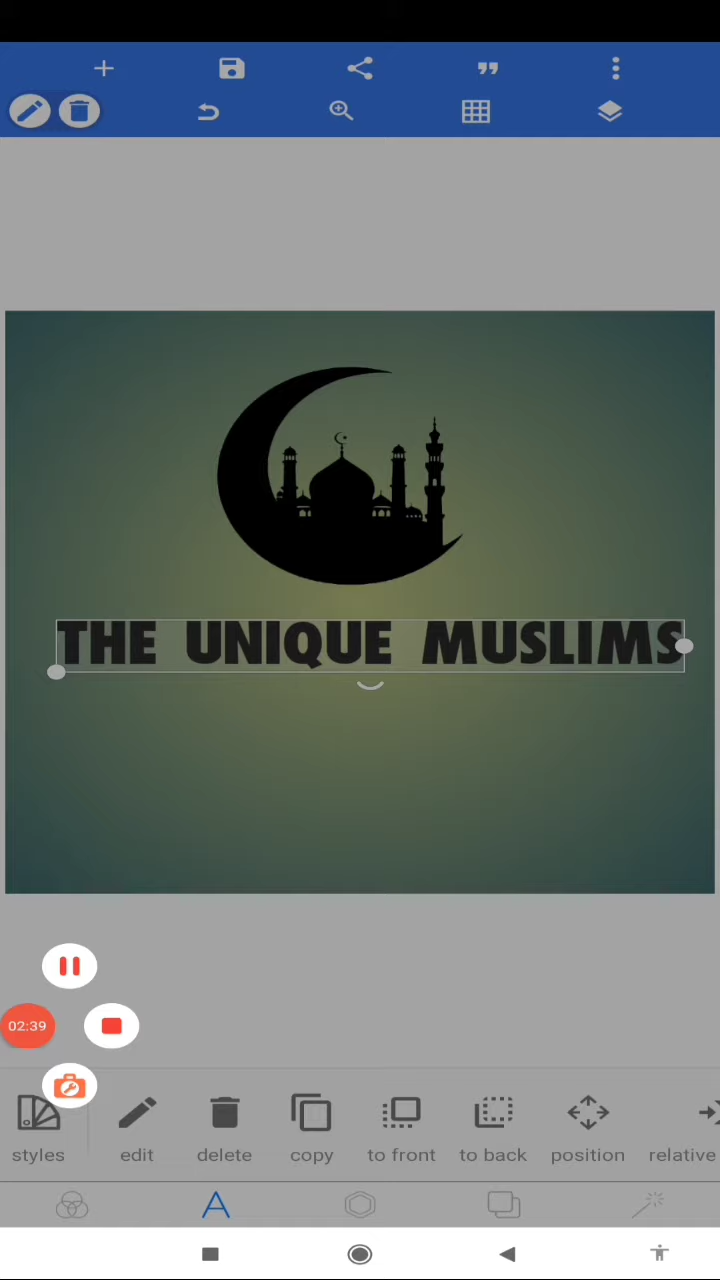 THE UNIQUE MUSLIMS
02:39
styles edit delete copy to front to back position relative